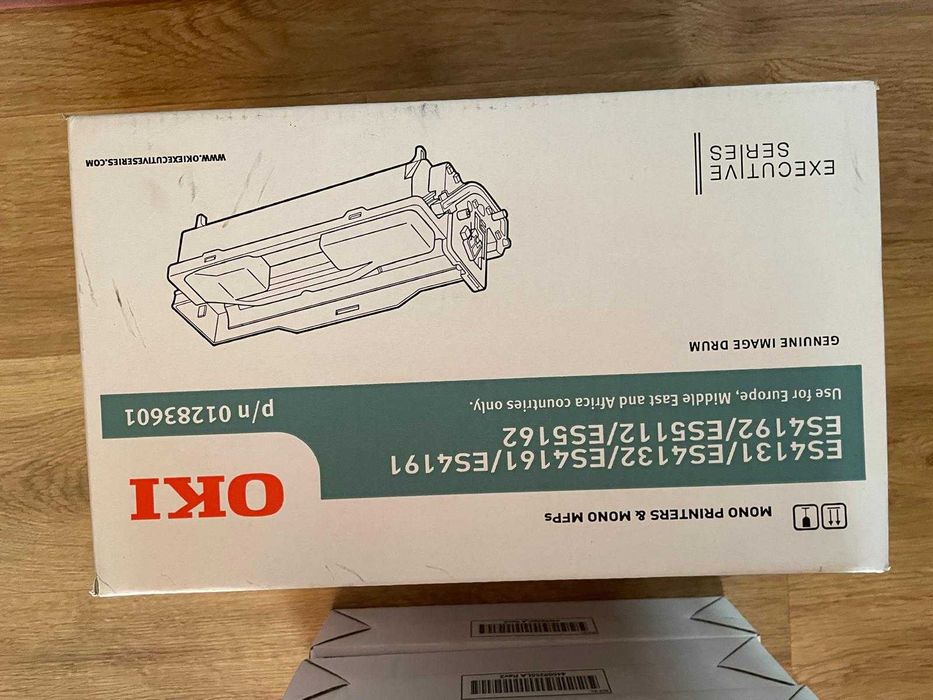 MONO PRINTERS & MONO MFPs
OKI
ES4131/ES4132/ES4161/ES4191
ES4192/ES5112/ES5162
Use for Europe, Middle East and Africa countries only.
p/n 01283601
GENUINE IMAGE DRUM
EXECUTIVE
SERIES
WWW.OKIEXECUTIVESERIES.COM